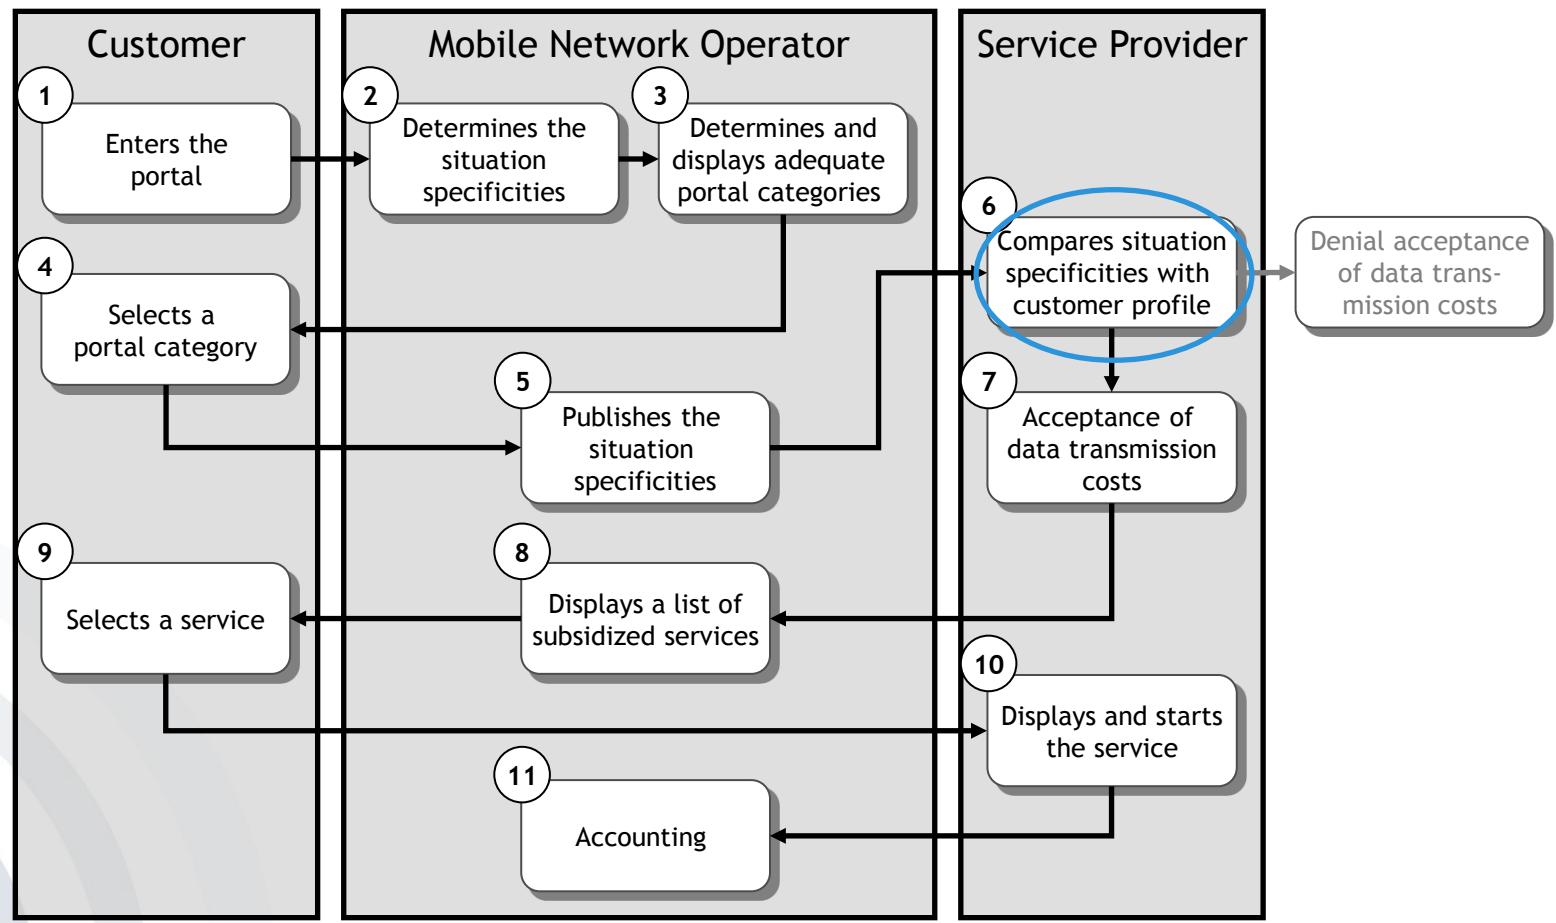 Customer
Mobile Network Operator
Service Provider
1
Enters the
portal
2
Determines the
situation
specificities
3
Determines and
displays adequate
portal categories
4
Selects a
portal category
5
Publishes the
situation
specificities
6
Compares situation
specificities with
customer profile
Denial acceptance
of data trans-
mission costs
7
Acceptance of
data transmission
costs
8
Displays a list of
subsidized services
9
Selects a service
10
Displays and starts
the service
11
Accounting